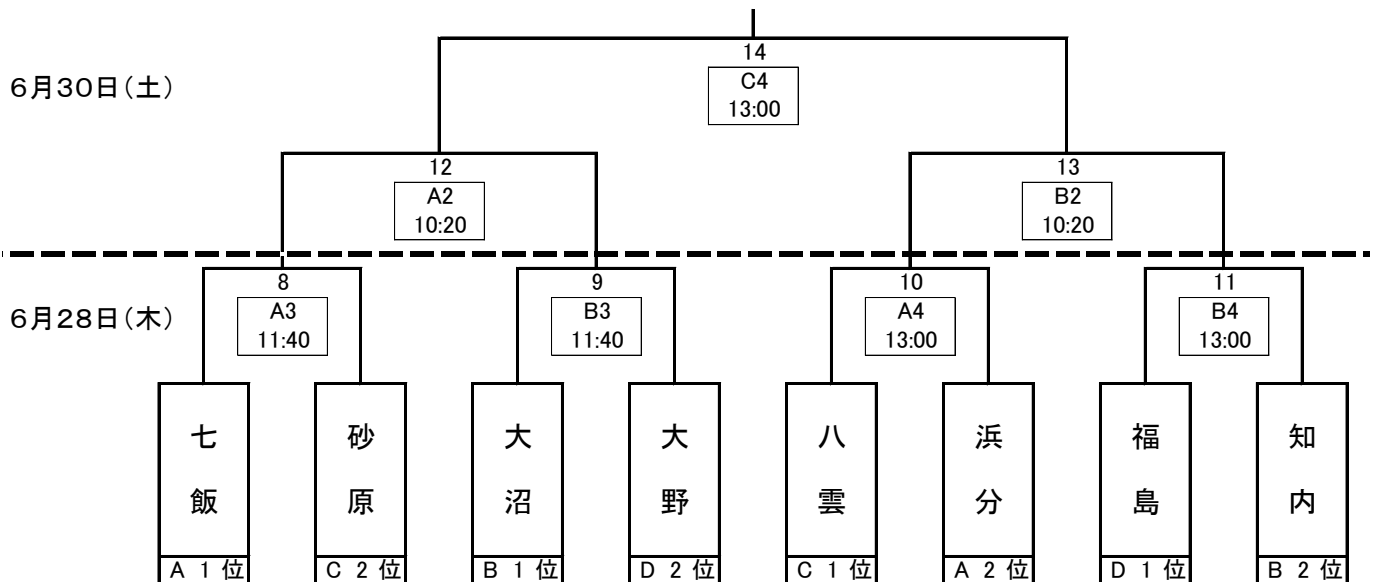 14
6月30日(土)
C4
13:00
12
13
A2
10:20
B2
10:20
8
9
10
11
6月28日(木)
A3
11:40
B3
11:40
A4
13:00
B4
13:00
七飯
砂原
大沼
大野
八雲
浜分
福島
知内
A 1 位
C 2 位
B 1 位
D 2 位
C 1 位
A 2 位
D 1 位
B 2 位